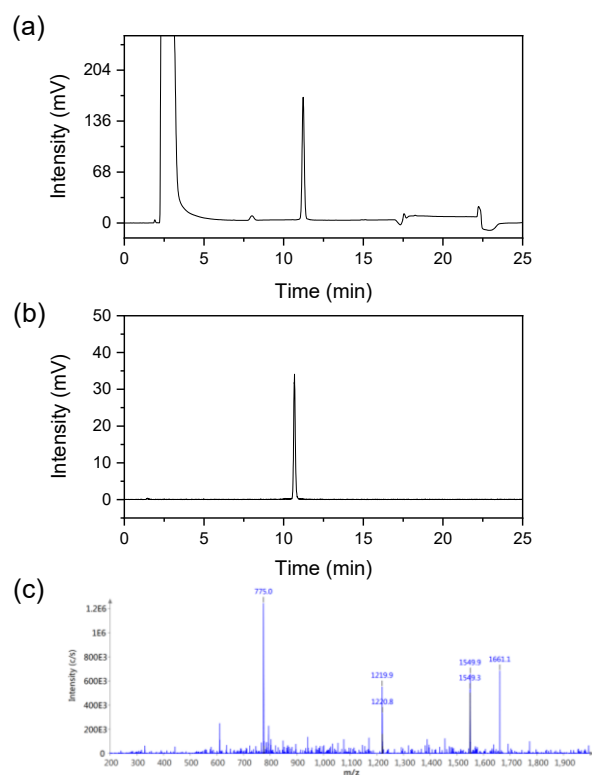 (a)
Intensity (mV)
204
136
68
0
0 5 10 15 20 25
Time (min)
(b)
Intensity (mV)
50
40
30
20
10
0
0 5 10 15 20 25
Time (min)
(c)
Intensity (c/s)
1.2E6
1E6
800E3
600E3
400E3
200E3
0
775.0
1219.9
1220.8
1549.9
1549.3
1661.1
200 300 400 500 600 700 800 900 1,000 1,100 1,200 1,300 1,400 1,500 1,600 1,700 1,800 1,900
m/z